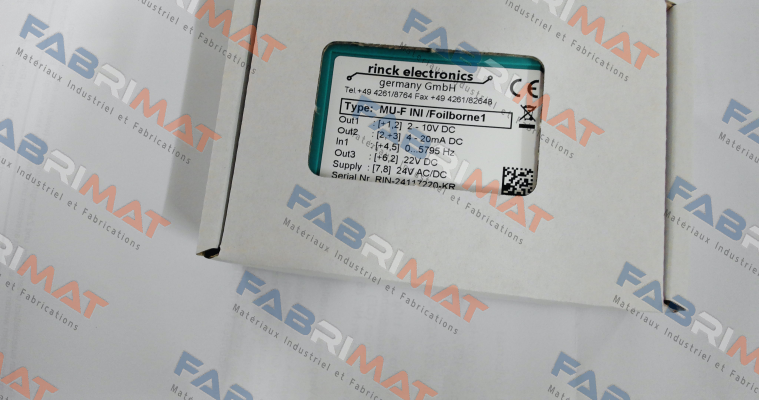 rinck electronics
germany GmbH
Tel.+49 4261/8764 Fax +49 4261/82648
Type: MU-F INI /Foilborne1
Out1 : [+1,2] 2 - 10V DC
Out2 : [2,+3] 4 - 20mA DC
In1 : [+4,5] 0...5795 Hz
Out3 : [+6,2] 22V DC
Supply : [7,8] 24V AC/DC
Serial Nr. RIN-24117220-KR
CE
FABRIMAT
Materiaux Industriel et Fabrications